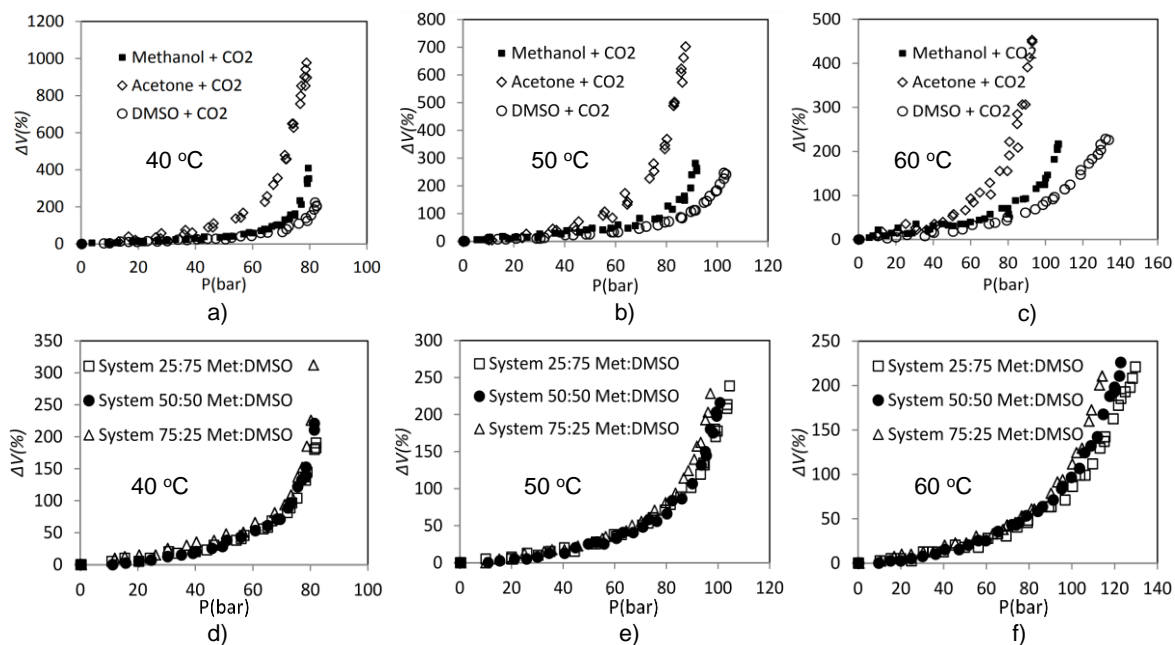 1200
1000
800
600
400
200
0
ΔV(%)
■ Methanol + CO2
◇ Acetone + CO2
○ DMSO + CO2
40 °C
0 20 40 60 80 100
P(bar)
a)
800
700
600
500
400
300
200
100
0
ΔV(%)
■ Methanol + CO2
◇ Acetone + CO2
○ DMSO + CO2
50 °C
0 20 40 60 80 100 120
P(bar)
b)
500
400
300
200
100
0
ΔV(%)
■ Methanol + CO2
◇ Acetone + CO2
○ DMSO + CO2
60 °C
0 20 40 60 80 100 120 140 160
P(bar)
c)
350
300
250
200
150
100
50
0
ΔV(%)
□ System 25:75 Met:DMSO
● System 50:50 Met:DMSO
△ System 75:25 Met:DMSO
40 °C
0 20 40 60 80 100
P(bar)
d)
300
250
200
150
100
50
0
ΔV(%)
□ System 25:75 Met:DMSO
● System 50:50 Met:DMSO
△ System 75:25 Met:DMSO
50 °C
0 20 40 60 80 100 120
P(bar)
e)
250
200
150
100
50
0
ΔV(%)
□ System 25:75 Met:DMSO
● System 50:50 Met:DMSO
△ System 75:25 Met:DMSO
60 °C
0 20 40 60 80 100 120 140
P(bar)
f)